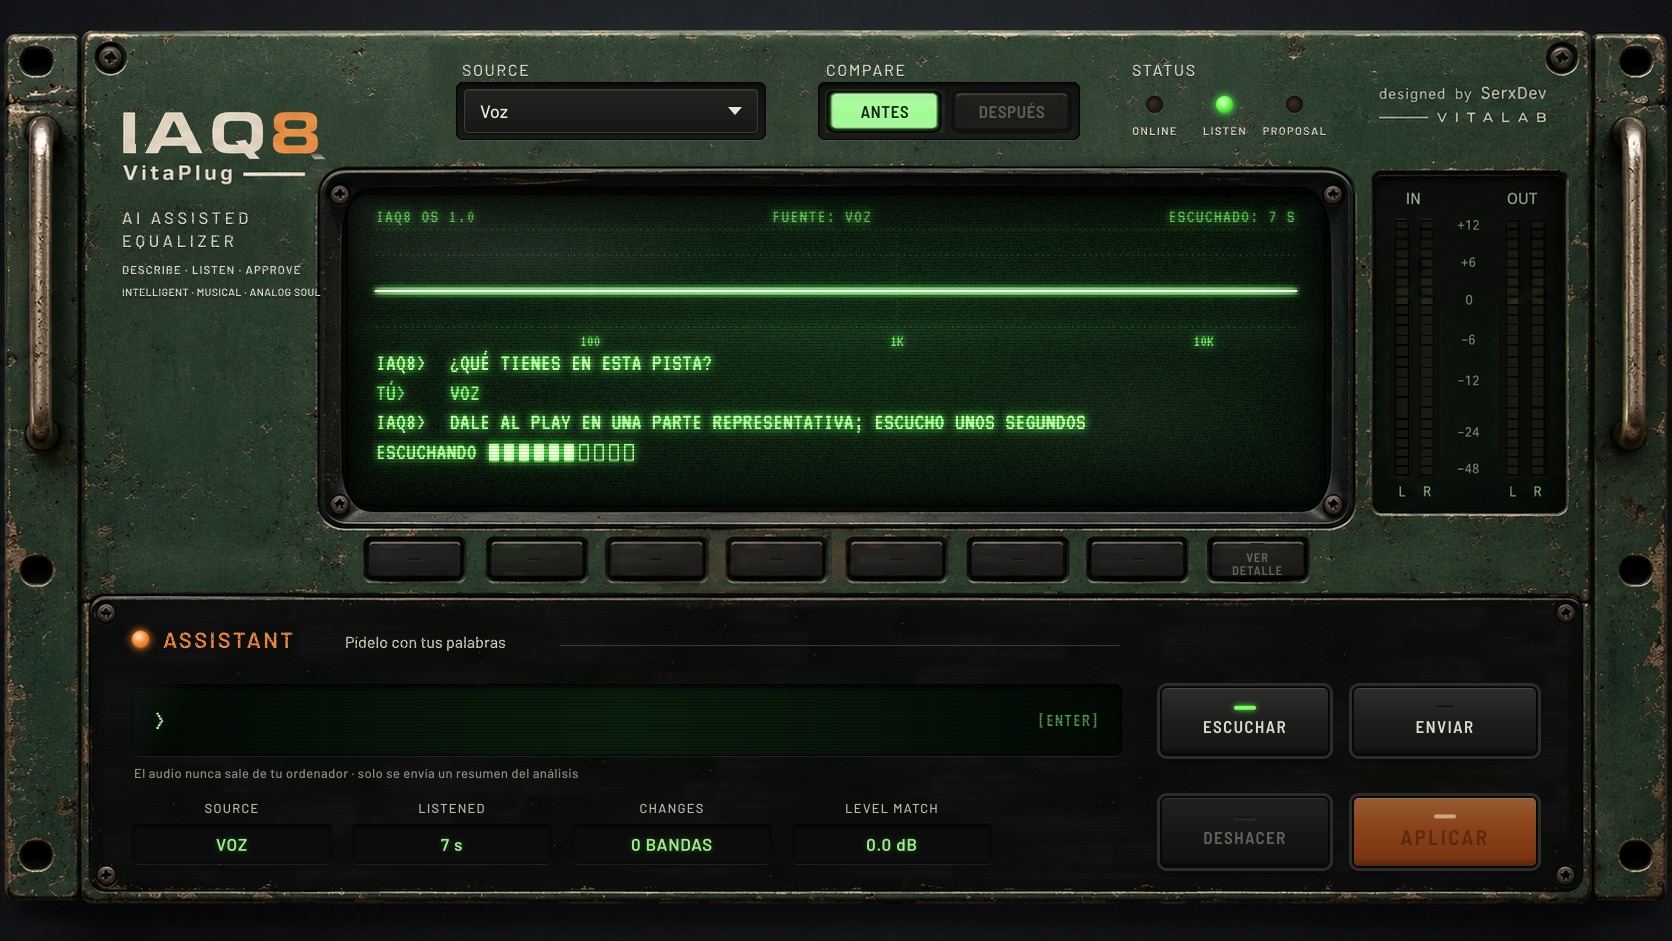 SOURCE
Voz
COMPARE
ANTES
DESPUÉS
STATUS
ONLINE
LISTEN
PROPOSAL
designed by SerxDev
VITALAB
IAQ8
VitaPlug
AI ASSISTED
EQUALIZER
DESCRIBE · LISTEN · APPROVE
INTELLIGENT · MUSICAL · ANALOG SOUL
IAQ8 OS 1.0
FUENTE: VOZ
ESCUCHADO: 7 S
100
1K
10K
IAQ8> ¿QUÉ TIENES EN ESTA PISTA?
TÚ> VOZ
IAQ8> DALE AL PLAY EN UNA PARTE REPRESENTATIVA; ESCUCHO UNOS SEGUNDOS
ESCUCHANDO
IN
OUT
+12
+6
0
-6
-12
-24
-48
L R
L R
VER
DETALLE
ASSISTANT
Pídelo con tus palabras
>
[ENTER]
ESCUCHAR
ENVIAR
El audio nunca sale de tu ordenador · solo se envía un resumen del análisis
SOURCE
LISTENED
CHANGES
LEVEL MATCH
VOZ
7 s
0 BANDAS
0.0 dB
DESHACER
APLICAR